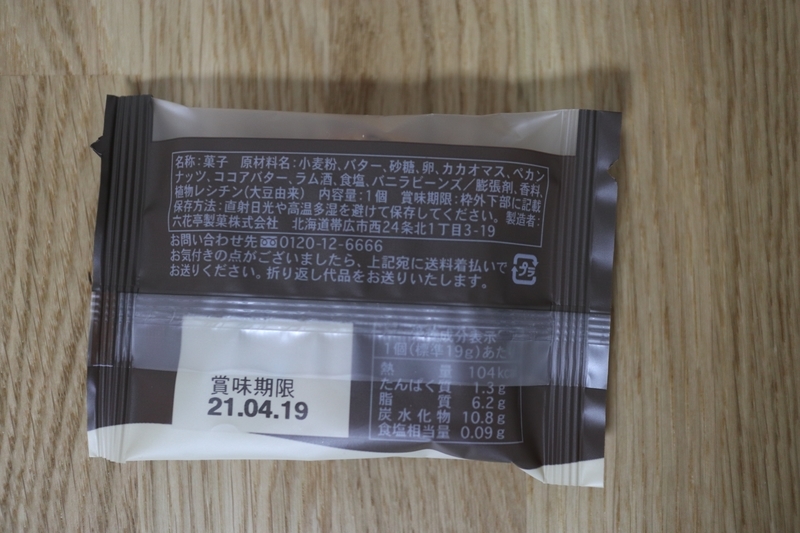 名称:菓子　原材料名:小麦粉、バター、砂糖、卵、カカオマス、ペカン
ナッツ、ココアバター、ラム酒、食塩、バニラビーンズ／膨張剤、香料、
植物レシチン(大豆由来)　内容量:1個　賞味期限:枠外下部に記載
保存方法:直射日光や高温多湿を避けて保存してください。製造者:
六花亭製菓株式会社　北海道帯広市西24条北1丁目3-19
お問い合わせ先 0120-12-6666
お気付きの点がございましたら、上記宛に送料着払いで
お送りください。折り返し代品をお送りいたします。
プラ
賞味期限
21.04.19
成分表示
1個(標準19g)あた
熱量 104kc
たんぱく質 1.3g
脂質 6.2g
炭水化物 10.8g
食塩相当量 0.09g